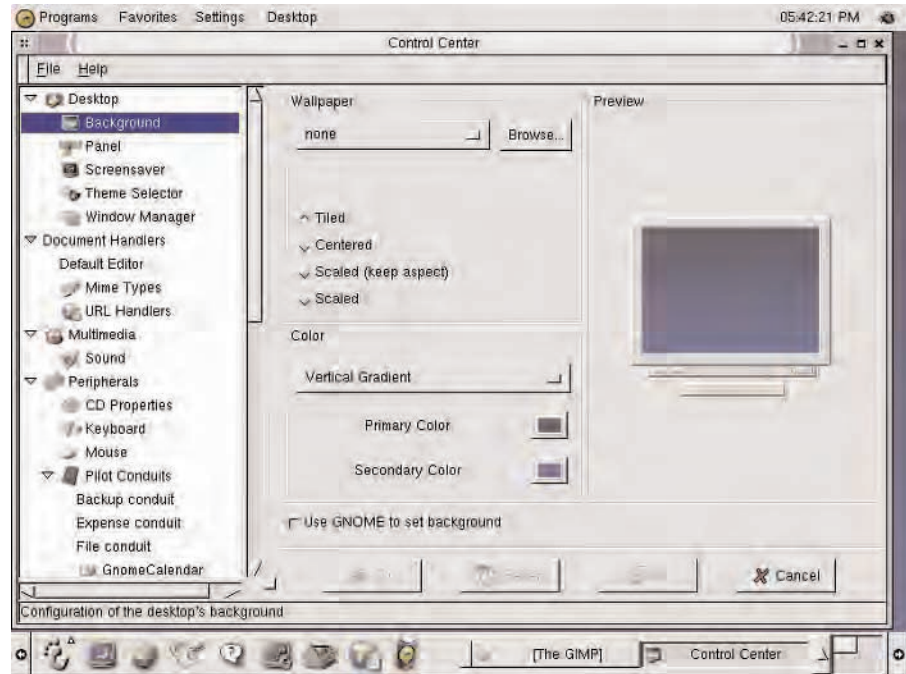 Programs Favorites Settings Desktop 05:42:21 PM
Control Center
File Help
Desktop
Background
Panel
Screensaver
Theme Selector
Window Manager
Document Handlers
Default Editor
Mime Types
URL Handlers
Multimedia
Sound
Peripherals
CD Properties
Keyboard
Mouse
Pilot Conduits
Backup conduit
Expense conduit
File conduit
GnomeCalendar
Wallpaper
none Browse...
Tiled
Centered
Scaled (keep aspect)
Scaled
Color
Vertical Gradient
Primary Color
Secondary Color
Preview
Use GNOME to set background
Cancel
Configuration of the desktop's background
[The GIMP] Control Center